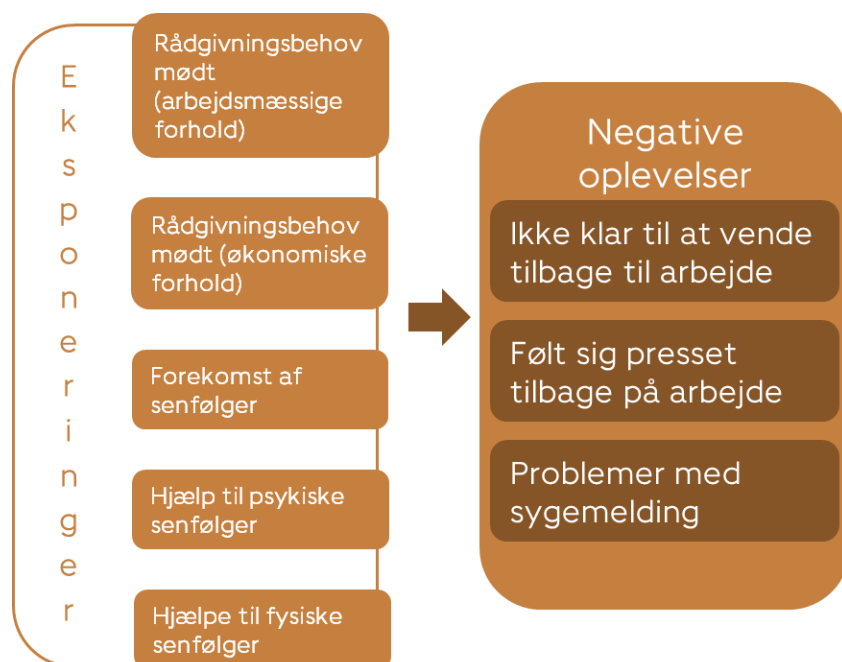 Eksponeringer
Rådgivningsbehov
mødt
(arbejdsmæssige
forhold)
Rådgivningsbehov
mødt (økonomiske
forhold)
Forekomst af
senfølger
Hjælp til psykiske
senfølger
Hjælpe til fysiske
senfølger
Negative
oplevelser
Ikke klar til at vende
tilbage til arbejde
Følt sig presset
tilbage på arbejde
Problemer med
sygemelding